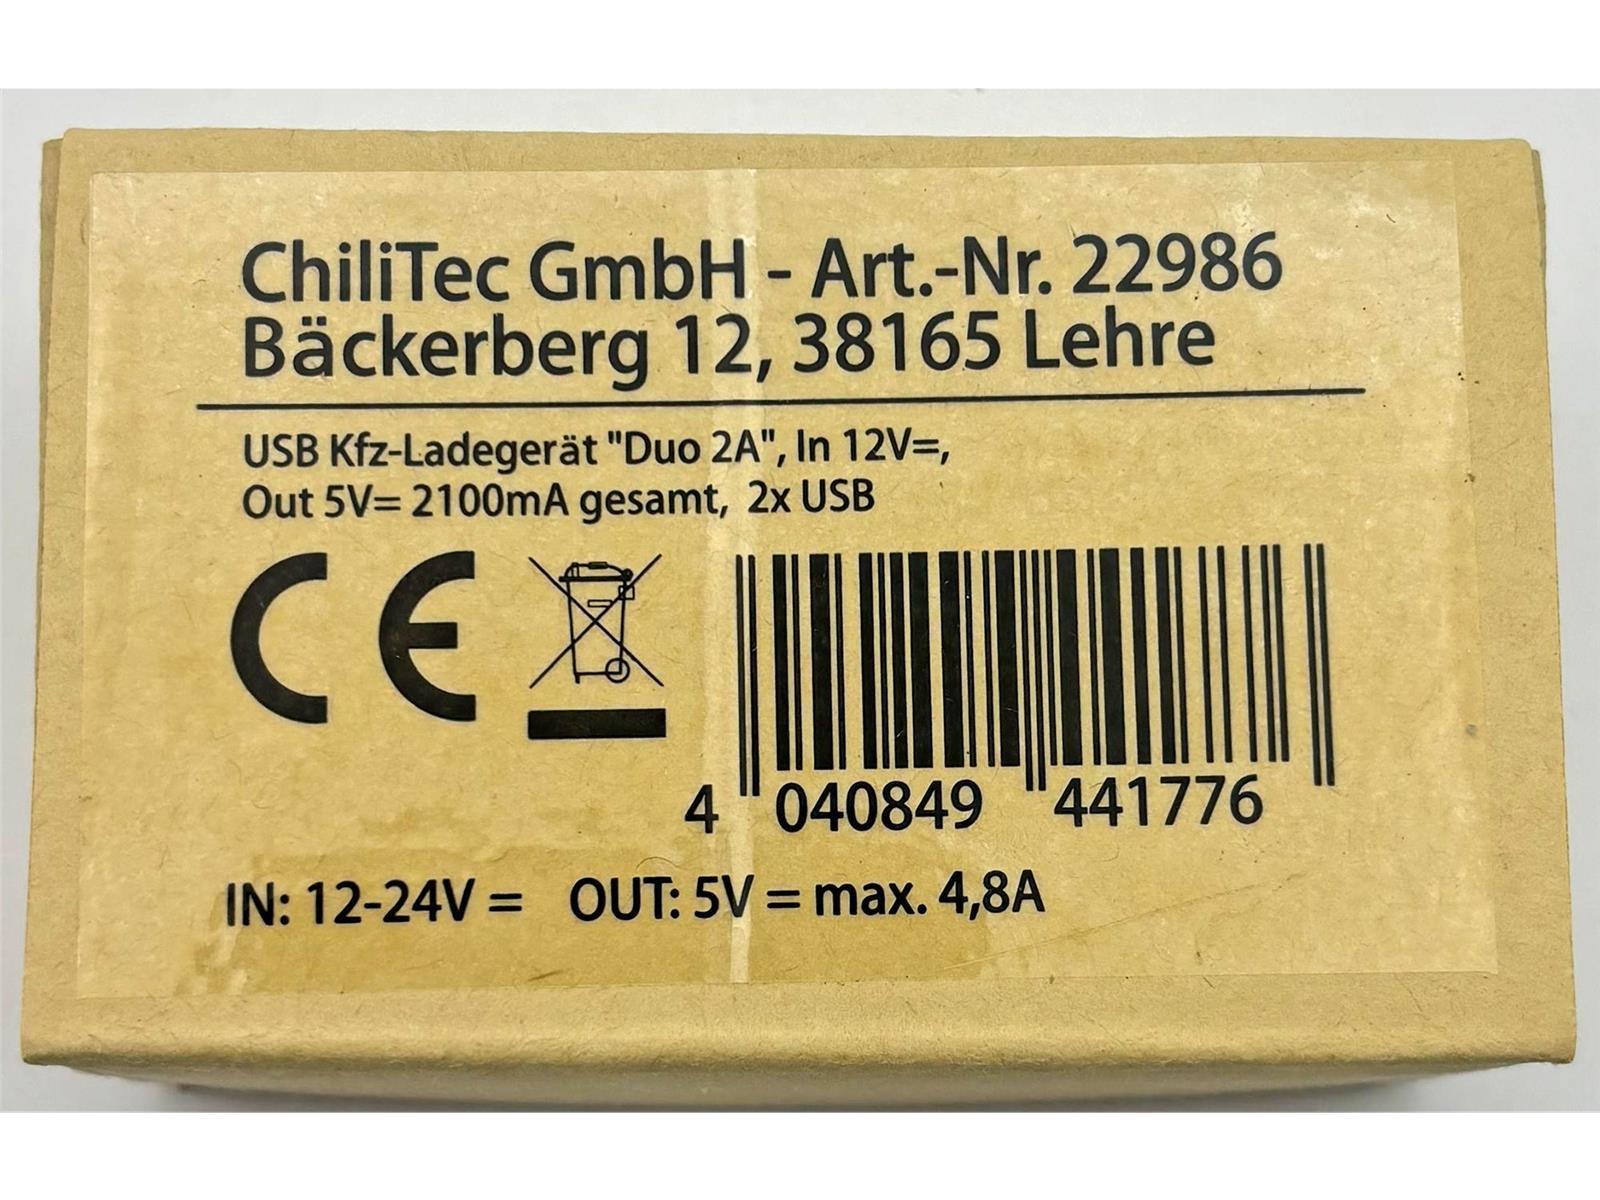 ChiliTec GmbH - Art.-Nr. 22986
Bäckerberg 12, 38165 Lehre
USB Kfz-Ladegerät "Duo 2A", In 12V=,
Out 5V= 2100mA gesamt, 2x USB
CE
4 040849 441776
IN: 12-24V = OUT: 5V = max. 4,8A